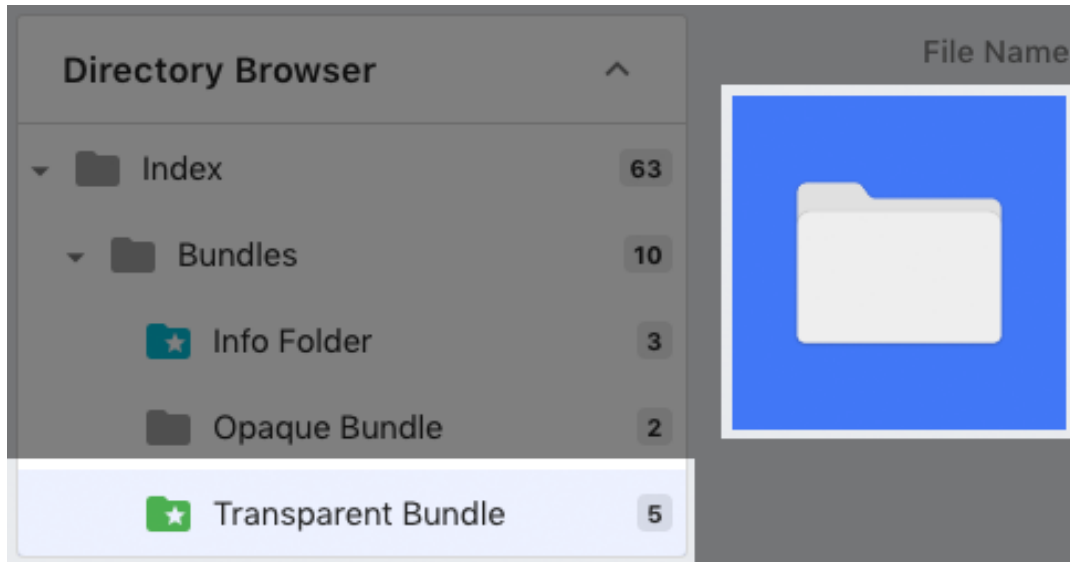 Directory Browser
File Name
Index 63
Bundles 10
Info Folder 3
Opaque Bundle 2
Transparent Bundle 5